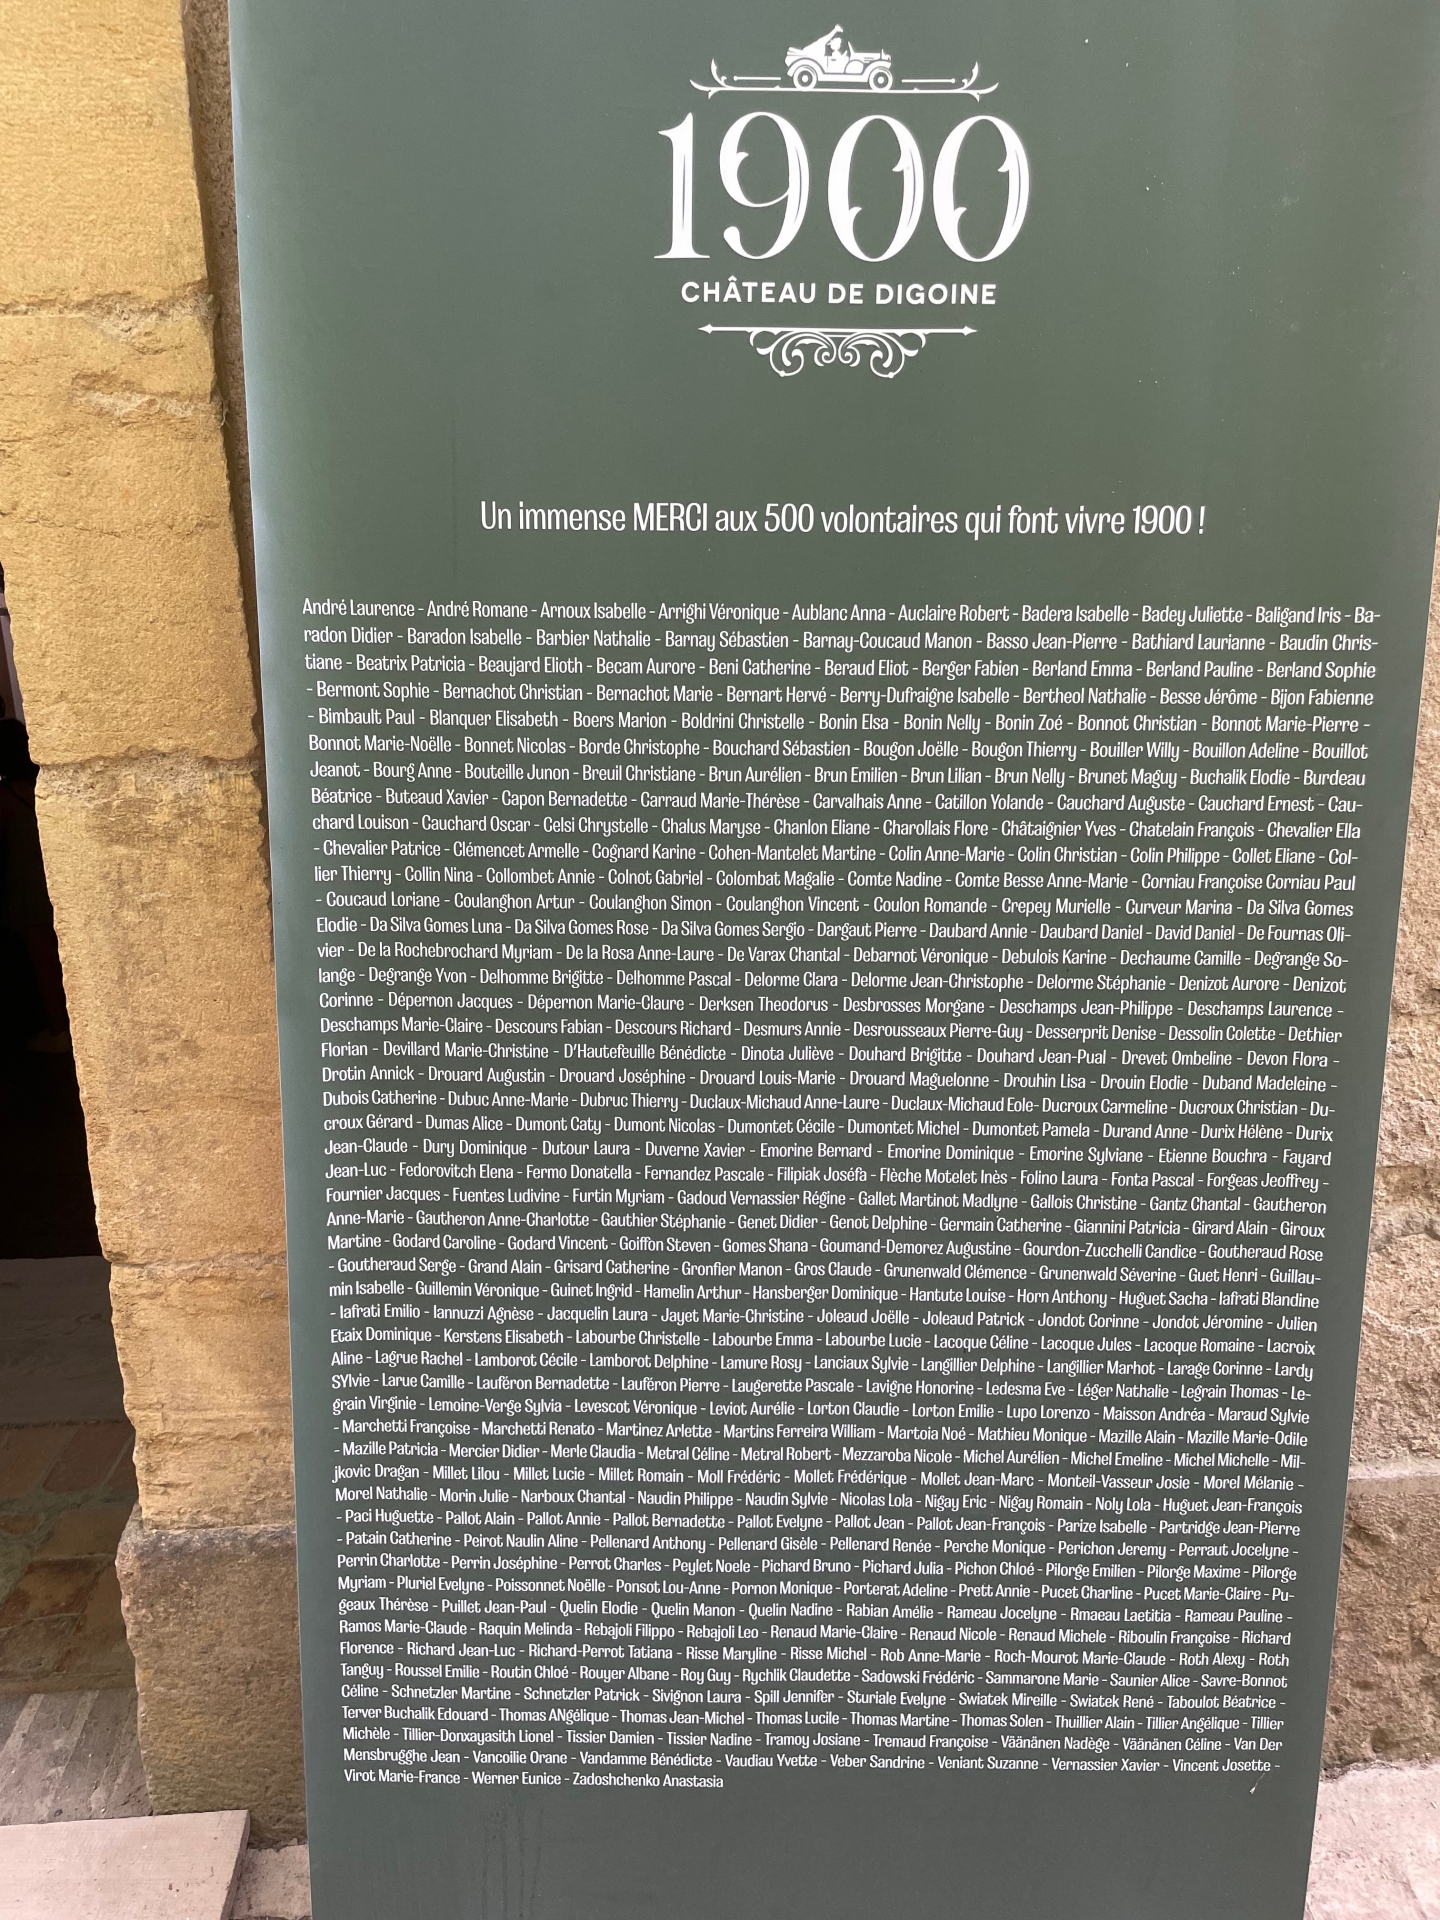 1900
CHÂTEAU DE DIGOINE
Un immense MERCI aux 500 volontaires qui font vivre 1900 !
André Laurence - André Romane - Arnoux Isabelle - Arrighi Véronique - Aublanc Anna - Auclaire Robert - Badera Isabelle - Badey Juliette - Baligand Iris - Ba-
radon Didier - Baradon Isabelle - Barbier Nathalie - Barnay Sébastien - Barnay-Coucaud Manon - Basso Jean-Pierre - Bathiard Laurianne - Baudin Chris-
tiane - Beatrix Patricia - Beaujard Elioth - Becam Aurore - Beni Catherine - Beraud Eliot - Berger Fabien - Berland Emma - Berland Pauline - Berland Sophie
- Bermont Sophie - Bernachot Christian - Bernachot Marie - Bernart Hervé - Berry-Dufraigne Isabelle - Bertheol Nathalie - Besse Jérôme - Bijon Fabienne
- Bimbault Paul - Blanquer Elisabeth - Boers Marion - Boldrini Christelle - Bonin Elsa - Bonin Nelly - Bonin Zoé - Bonnot Christian - Bonnot Marie-Pierre -
Bonnot Marie-Noëlle - Bonnet Nicolas - Borde Christophe - Bouchard Sébastien - Bougon Joëlle - Bougon Thierry - Bouiller Willy - Bouillon Adeline - Bouillot
Jeanot - Bourg Anne - Bouteille Junon - Breuil Christiane - Brun Aurélien - Brun Emilien - Brun Lilian - Brun Nelly - Brunet Maguy - Buchalik Elodie - Burdeau
Béatrice - Buteaud Xavier - Capon Bernadette - Carraud Marie-Thérèse - Carvalhais Anne - Catillon Yolande - Cauchard Auguste - Cauchard Ernest - Cau-
chard Louison - Cauchard Oscar - Celsi Chrystelle - Chalus Maryse - Chanlon Eliane - Charollais Flore - Châtaignier Yves - Chatelain François - Chevalier Ella
- Chevalier Patrice - Clémencet Armelle - Cognard Karine - Cohen-Mantelet Martine - Colin Anne-Marie - Colin Christian - Colin Philippe - Collet Eliane - Col-
lier Thierry - Collin Nina - Collombet Annie - Colnot Gabriel - Colombat Magalie - Comte Nadine - Comte Besse Anne-Marie - Corniau Françoise Corniau Paul
- Coucaud Loriane - Coulanghon Artur - Coulanghon Simon - Coulanghon Vincent - Coulon Romande - Crepey Murielle - Curveur Marina - Da Silva Gomes
Elodie - Da Silva Gomes Luna - Da Silva Gomes Rose - Da Silva Gomes Sergio - Dargaut Pierre - Daubard Annie - Daubard Daniel - David Daniel - De Fournas Oli-
vier - De la Rochebrochard Myriam - De la Rosa Anne-Laure - De Varax Chantal - Debarnot Véronique - Debulois Karine - Dechaume Camille - Degrange So-
lange - Degrange Yvon - Delhomme Brigitte - Delhomme Pascal - Delorme Clara - Delorme Jean-Christophe - Delorme Stéphanie - Denizot Aurore - Denizot
Corinne - Dépernon Jacques - Dépernon Marie-Claure - Derksen Theodorus - Desbrosses Morgane - Deschamps Jean-Philippe - Deschamps Laurence -
Deschamps Marie-Claire - Descours Fabian - Descours Richard - Desmurs Annie - Desrousseaux Pierre-Guy - Desserprit Denise - Dessolin Colette - Dethier
Florian - Devillard Marie-Christine - D'Hautefeuille Bénédicte - Dinota Juliève - Douhard Brigitte - Douhard Jean-Pual - Drevet Ombeline - Devon Flora -
Drotin Annick - Drouard Augustin - Drouard Joséphine - Drouard Louis-Marie - Drouard Maguelonne - Drouhin Lisa - Drouin Elodie - Duband Madeleine -
Dubois Catherine - Dubuc Anne-Marie - Dubruc Thierry - Duclaux-Michaud Anne-Laure - Duclaux-Michaud Eole- Ducroux Carmeline - Ducroux Christian - Du-
croux Gérard - Dumas Alice - Dumont Caty - Dumont Nicolas - Dumontet Cécile - Dumontet Michel - Dumontet Pamela - Durand Anne - Durix Hélène - Durix
Jean-Claude - Dury Dominique - Dutour Laura - Duverne Xavier - Emorine Bernard - Emorine Dominique - Emorine Sylviane - Etienne Bouchra - Fayard
Jean-Luc - Fedorovitch Elena - Fermo Donatella - Fernandez Pascale - Filipiak Joséfa - Flèche Motelet Inès - Folino Laura - Fonta Pascal - Forgeas Jeoffrey -
Fournier Jacques - Fuentes Ludivine - Furtin Myriam - Gadoud Vernassier Régine - Gallet Martinot Madlyne - Gallois Christine - Gantz Chantal - Gautheron
Anne-Marie - Gautheron Anne-Charlotte - Gauthier Stéphanie - Genet Didier - Genot Delphine - Germain Catherine - Giannini Patricia - Girard Alain - Giroux
Martine - Godard Caroline - Godard Vincent - Goiffon Steven - Gomes Shana - Goumand-Demorez Augustine - Gourdon-Zucchelli Candice - Goutheraud Rose
- Goutheraud Serge - Grand Alain - Grisard Catherine - Gronfier Manon - Gros Claude - Grunenwald Clémence - Grunenwald Séverine - Guet Henri - Guillau-
min Isabelle - Guillemin Véronique - Guinet Ingrid - Hamelin Arthur - Hansberger Dominique - Hantute Louise - Horn Anthony - Huguet Sacha - Iafrati Blandine
- Iafrati Emilio - Iannuzzi Agnèse - Jacquelin Laura - Jayet Marie-Christine - Joleaud Joëlle - Joleaud Patrick - Jondot Corinne - Jondot Jéromine - Julien
Etaix Dominique - Kerstens Elisabeth - Labourbe Christelle - Labourbe Emma - Labourbe Lucie - Lacoque Céline - Lacoque Jules - Lacoque Romaine - Lacroix
Aline - Lagrue Rachel - Lamborot Cécile - Lamborot Delphine - Lamure Rosy - Lanciaux Sylvie - Langillier Delphine - Langillier Marhot - Larage Corinne - Lardy
SYlvie - Larue Camille - Lauféron Bernadette - Lauféron Pierre - Laugerette Pascale - Lavigne Honorine - Ledesma Eve - Léger Nathalie - Legrain Thomas - Le-
grain Virginie - Lemoine-Verge Sylvia - Levescot Véronique - Leviot Aurélie - Lorton Claudie - Lorton Emilie - Lupo Lorenzo - Maisson Andréa - Maraud Sylvie
- Marchetti Françoise - Marchetti Renato - Martinez Arlette - Martins Ferreira William - Martoia Noé - Mathieu Monique - Mazille Alain - Mazille Marie-Odile
- Mazille Patricia - Mercier Didier - Merle Claudia - Metral Céline - Metral Robert - Mezzaroba Nicole - Michel Aurélien - Michel Emeline - Michel Michelle - Mil-
jkovic Dragan - Millet Lilou - Millet Lucie - Millet Romain - Moll Frédéric - Mollet Frédérique - Mollet Jean-Marc - Monteil-Vasseur Josie - Morel Mélanie -
Morel Nathalie - Morin Julie - Narboux Chantal - Naudin Philippe - Naudin Sylvie - Nicolas Lola - Nigay Eric - Nigay Romain - Noly Lola - Huguet Jean-François
- Paci Huguette - Pallot Alain - Pallot Annie - Pallot Bernadette - Pallot Evelyne - Pallot Jean - Pallot Jean-François - Parize Isabelle - Partridge Jean-Pierre
- Patain Catherine - Peirot Naulin Aline - Pellenard Anthony - Pellenard Gisèle - Pellenard Renée - Perche Monique - Perichon Jeremy - Perraut Jocelyne -
Perrin Charlotte - Perrin Joséphine - Perrot Charles - Peylet Noele - Pichard Bruno - Pichard Julia - Pichon Chloé - Pilorge Emilien - Pilorge Maxime - Pilorge
Myriam - Pluriel Evelyne - Poissonnet Noëlle - Ponsot Lou-Anne - Pornon Monique - Porterat Adeline - Prett Annie - Pucet Charline - Pucet Marie-Claire - Pu-
geaux Thérèse - Puillet Jean-Paul - Quelin Elodie - Quelin Manon - Quelin Nadine - Rabian Amélie - Rameau Jocelyne - Rmaeau Laetitia - Rameau Pauline -
Ramos Marie-Claude - Raquin Melinda - Rebajoli Filippo - Rebajoli Leo - Renaud Marie-Claire - Renaud Nicole - Renaud Michele - Riboulin Françoise - Richard
Florence - Richard Jean-Luc - Richard-Perrot Tatiana - Risse Maryline - Risse Michel - Rob Anne-Marie - Roch-Mourot Marie-Claude - Roth Alexy - Roth
Tanguy - Roussel Emilie - Routin Chloé - Rouyer Albane - Roy Guy - Rychlik Claudette - Sadowski Frédéric - Sammarone Marie - Saunier Alice - Savre-Bonnot
Céline - Schnetzler Martine - Schnetzler Patrick - Sivignon Laura - Spill Jennifer - Sturiale Evelyne - Swiatek Mireille - Swiatek René - Taboulot Béatrice -
Terver Buchalik Edouard - Thomas ANgélique - Thomas Jean-Michel - Thomas Lucile - Thomas Martine - Thomas Solen - Thuillier Alain - Tillier Angélique - Tillier
Michèle - Tillier-Donxayasith Lionel - Tissier Damien - Tissier Nadine - Tramoy Josiane - Tremaud Françoise - Väänänen Nadège - Väänänen Céline - Van Der
Mensbrugghe Jean - Vancoilie Orane - Vandamme Bénédicte - Vaudiau Yvette - Veber Sandrine - Veniant Suzanne - Vernassier Xavier - Vincent Josette -
Virot Marie-France - Werner Eunice - Zadoshchenko Anastasia